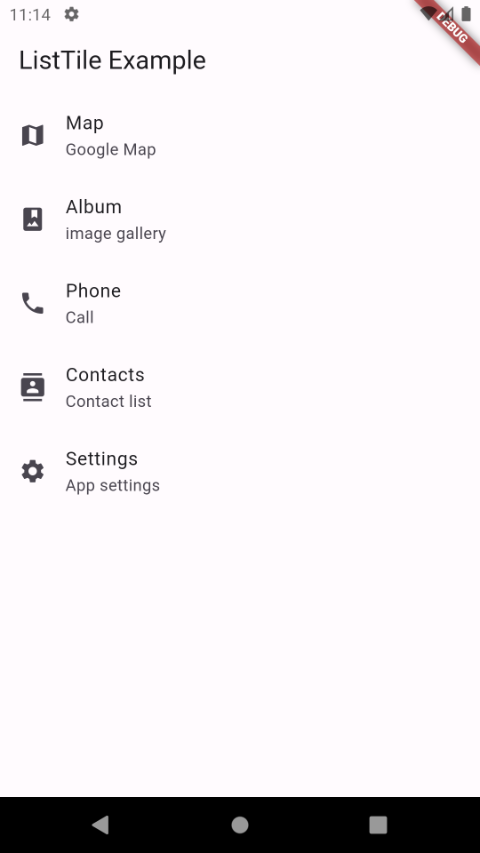 11:14
DEBUG
ListTile Example
Map
Google Map
Album
image gallery
Phone
Call
Contacts
Contact list
Settings
App settings